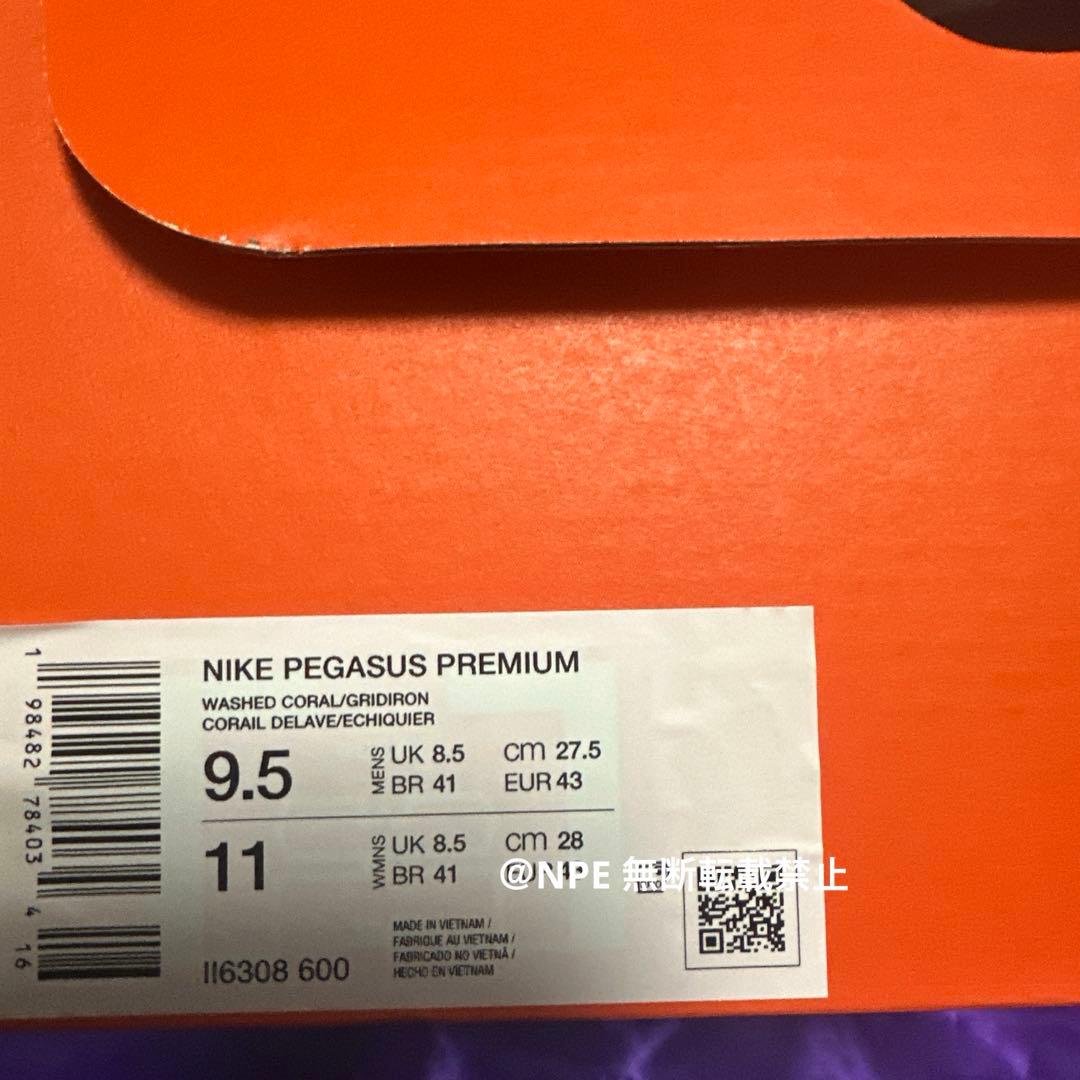 NIKE PEGASUS PREMIUM
WASHED CORAL/GRIDIRON
CORAIL DELAVE/ECHIQUIER
9.5 MENS UK 8.5 cm 27.5
BR 41 EUR 43
11 WMNS UK 8.5 cm 28
BR 41
@NPE 無断転載禁止
MADE IN VIETNAM /
FABRIQUE AU VIETNAM /
FABRICADO NO VIETNÃ /
HECHO EN VIETNAM
II6308 600
1 98482 78403 4 16